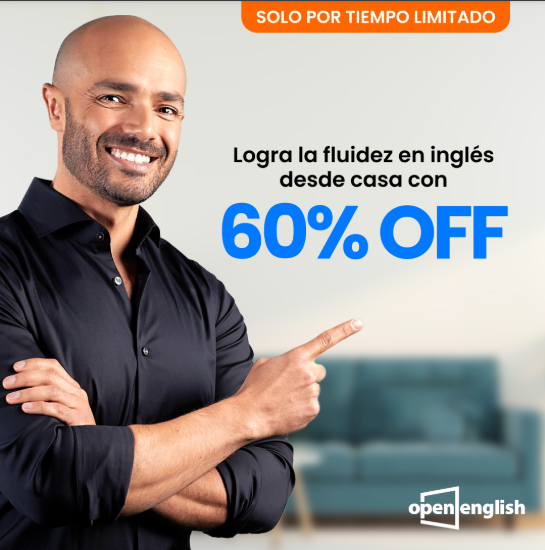 SOLO POR TIEMPO LIMITADO
Logra la fluidez en inglés
desde casa con
60% OFF
open english